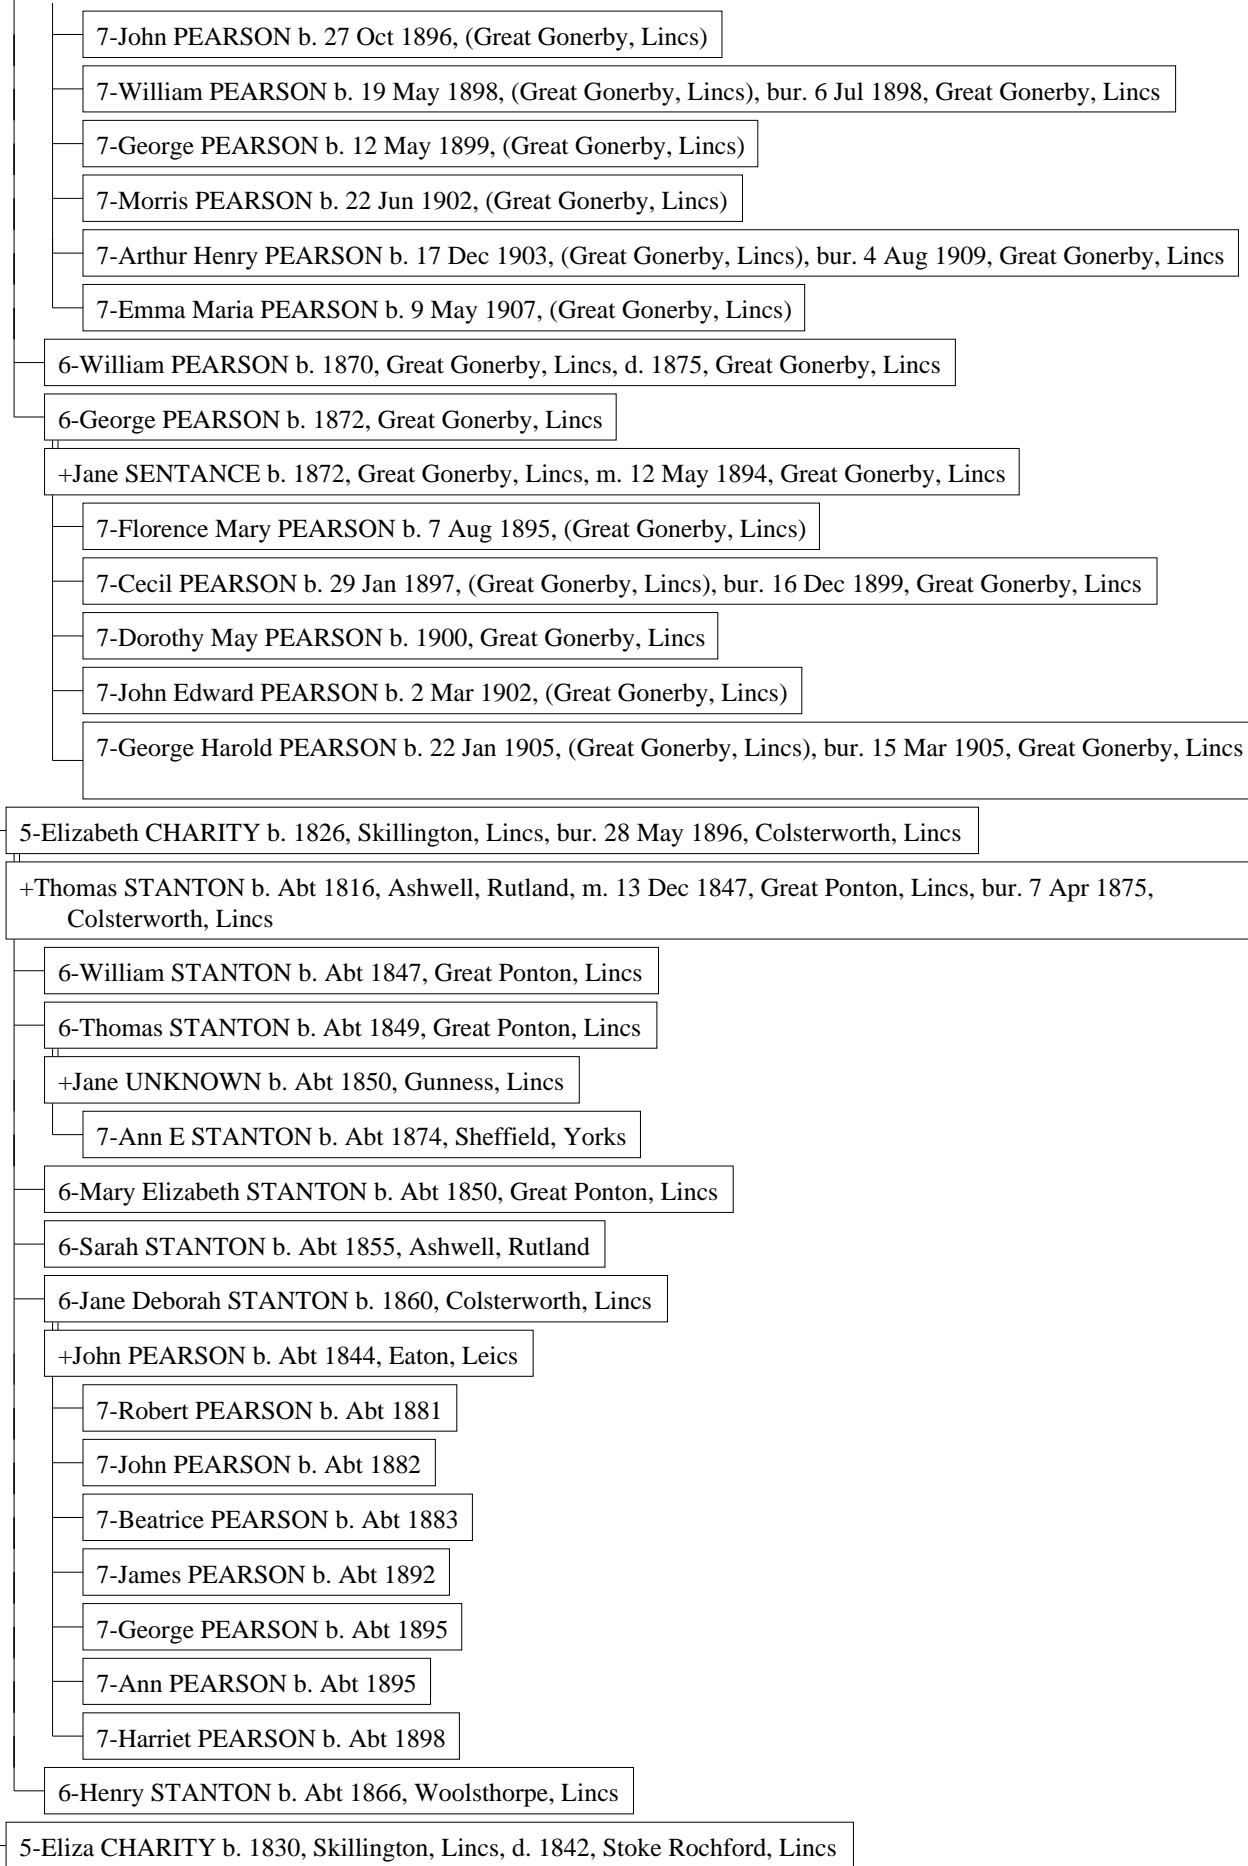 7-John PEARSON b. 27 Oct 1896, (Great Gonerby, Lincs)
7-William PEARSON b. 19 May 1898, (Great Gonerby, Lincs), bur. 6 Jul 1898, Great Gonerby, Lincs
7-George PEARSON b. 12 May 1899, (Great Gonerby, Lincs)
7-Morris PEARSON b. 22 Jun 1902, (Great Gonerby, Lincs)
7-Arthur Henry PEARSON b. 17 Dec 1903, (Great Gonerby, Lincs), bur. 4 Aug 1909, Great Gonerby, Lincs
7-Emma Maria PEARSON b. 9 May 1907, (Great Gonerby, Lincs)
6-William PEARSON b. 1870, Great Gonerby, Lincs, d. 1875, Great Gonerby, Lincs
6-George PEARSON b. 1872, Great Gonerby, Lincs
+Jane SENTANCE b. 1872, Great Gonerby, Lincs, m. 12 May 1894, Great Gonerby, Lincs
7-Florence Mary PEARSON b. 7 Aug 1895, (Great Gonerby, Lincs)
7-Cecil PEARSON b. 29 Jan 1897, (Great Gonerby, Lincs), bur. 16 Dec 1899, Great Gonerby, Lincs
7-Dorothy May PEARSON b. 1900, Great Gonerby, Lincs
7-John Edward PEARSON b. 2 Mar 1902, (Great Gonerby, Lincs)
7-George Harold PEARSON b. 22 Jan 1905, (Great Gonerby, Lincs), bur. 15 Mar 1905, Great Gonerby, Lincs
5-Elizabeth CHARITY b. 1826, Skillington, Lincs, bur. 28 May 1896, Colsterworth, Lincs
+Thomas STANTON b. Abt 1816, Ashwell, Rutland, m. 13 Dec 1847, Great Ponton, Lincs, bur. 7 Apr 1875,
Colsterworth, Lincs
6-William STANTON b. Abt 1847, Great Ponton, Lincs
6-Thomas STANTON b. Abt 1849, Great Ponton, Lincs
+Jane UNKNOWN b. Abt 1850, Gunness, Lincs
7-Ann E STANTON b. Abt 1874, Sheffield, Yorks
6-Mary Elizabeth STANTON b. Abt 1850, Great Ponton, Lincs
6-Sarah STANTON b. Abt 1855, Ashwell, Rutland
6-Jane Deborah STANTON b. 1860, Colsterworth, Lincs
+John PEARSON b. Abt 1844, Eaton, Leics
7-Robert PEARSON b. Abt 1881
7-John PEARSON b. Abt 1882
7-Beatrice PEARSON b. Abt 1883
7-James PEARSON b. Abt 1892
7-George PEARSON b. Abt 1895
7-Ann PEARSON b. Abt 1895
7-Harriet PEARSON b. Abt 1898
6-Henry STANTON b. Abt 1866, Woolsthorpe, Lincs
5-Eliza CHARITY b. 1830, Skillington, Lincs, d. 1842, Stoke Rochford, Lincs